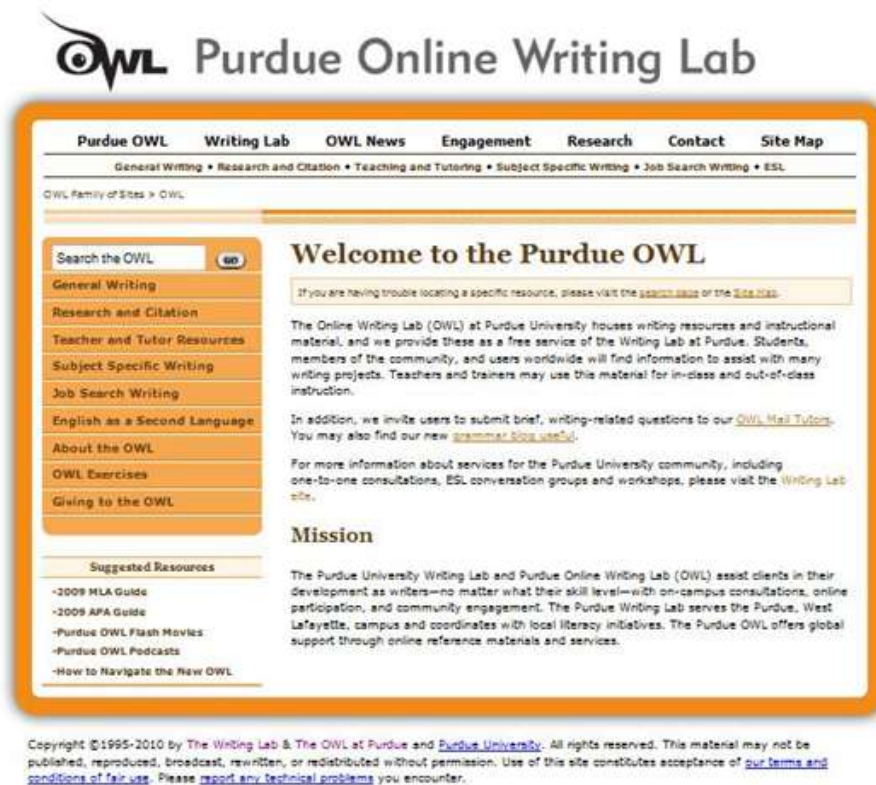 OWL Purdue Online Writing Lab
Purdue OWL Writing Lab OWL News Engagement Research Contact Site Map
General Writing • Research and Citation • Teaching and Tutoring • Subject Specific Writing • Job Search Writing • ESL
OWL Family of Sites > OWL
Search the OWL GO
General Writing
Research and Citation
Teacher and Tutor Resources
Subject Specific Writing
Job Search Writing
English as a Second Language
About the OWL
OWL Exercises
Giving to the OWL
Suggested Resources
-2009 MLA Guide
-2009 APA Guide
-Purdue OWL Flash Movies
-Purdue OWL Podcasts
-How to Navigate the New OWL
Welcome to the Purdue OWL
If you are having trouble locating a specific resource, please visit the search page or the Site Map.
The Online Writing Lab (OWL) at Purdue University houses writing resources and instructional
material, and we provide these as a free service of the Writing Lab at Purdue. Students,
members of the community, and users worldwide will find information to assist with many
writing projects. Teachers and trainers may use this material for in-class and out-of-class
instruction.
In addition, we invite users to submit brief, writing-related questions to our OWL Mail Tutors.
You may also find our new grammar blog useful.
For more information about services for the Purdue University community, including
one-to-one consultations, ESL conversation groups and workshops, please visit the Writing Lab
site.
Mission
The Purdue University Writing Lab and Purdue Online Writing Lab (OWL) assist clients in their
development as writers—no matter what their skill level—with on-campus consultations, online
participation, and community engagement. The Purdue Writing Lab serves the Purdue, West
Lafayette, campus and coordinates with local literacy initiatives. The Purdue OWL offers global
support through online reference materials and services.
Copyright ©1995-2010 by The Writing Lab & The OWL at Purdue and Purdue University. All rights reserved. This material may not be
published, reproduced, broadcast, rewritten, or redistributed without permission. Use of this site constitutes acceptance of our terms and
conditions of fair use. Please report any technical problems you encounter.